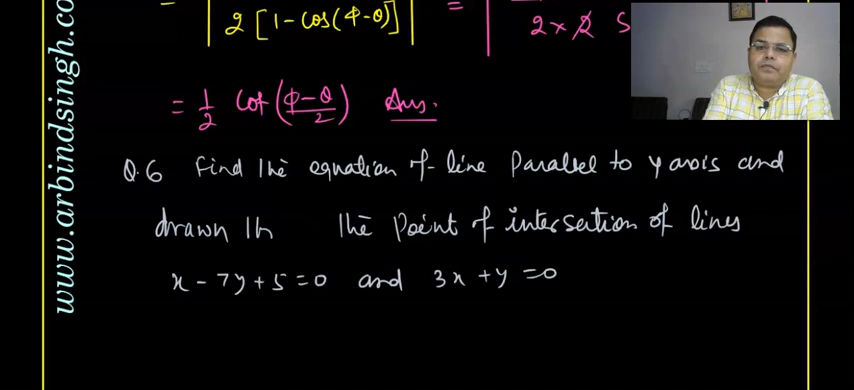 = | 2 [1-cos(ϕ-θ)] | = | 2×2 S
= 1/2 cot (ϕ-θ/2) Ans.
Q.6 Find the equation of line Parallel to y axis and
drawn th the point of intersection of lines
x - 7y + 5 = 0 and 3x + y = 0
www.arbindsingh.co